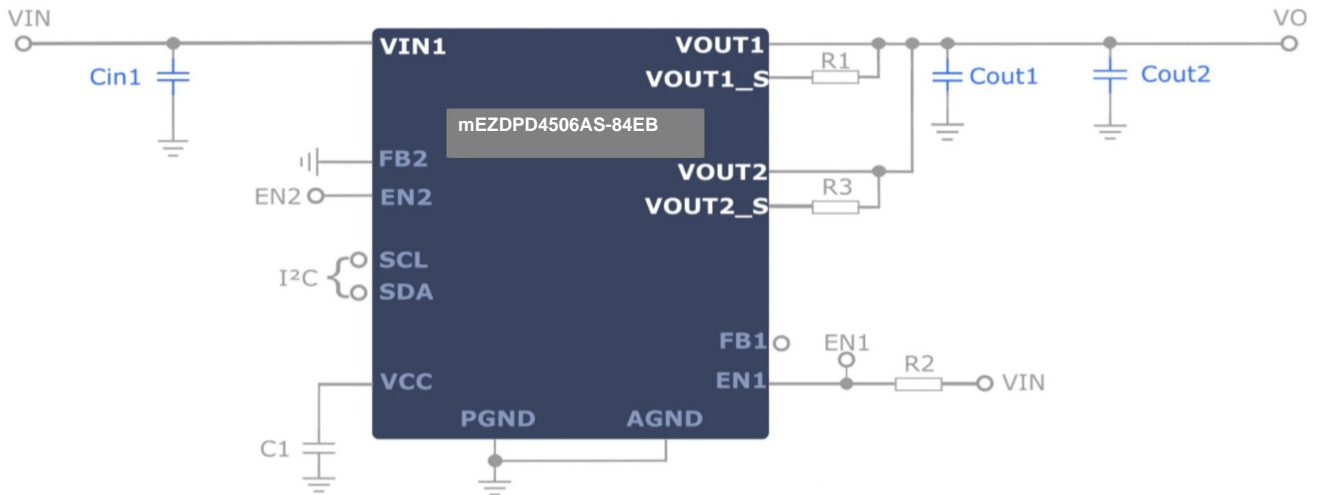 VIN
VO
VIN1
VOUT1
R1
Cin1
VOUT1_S
Cout1
Cout2
mEZDPD4506AS-84EB
FB2
VOUT2
EN2
EN2
R3
VOUT2_S
SCL
I²C
SDA
FB1
EN1
R2
VCC
EN1
VIN
PGND
AGND
C1